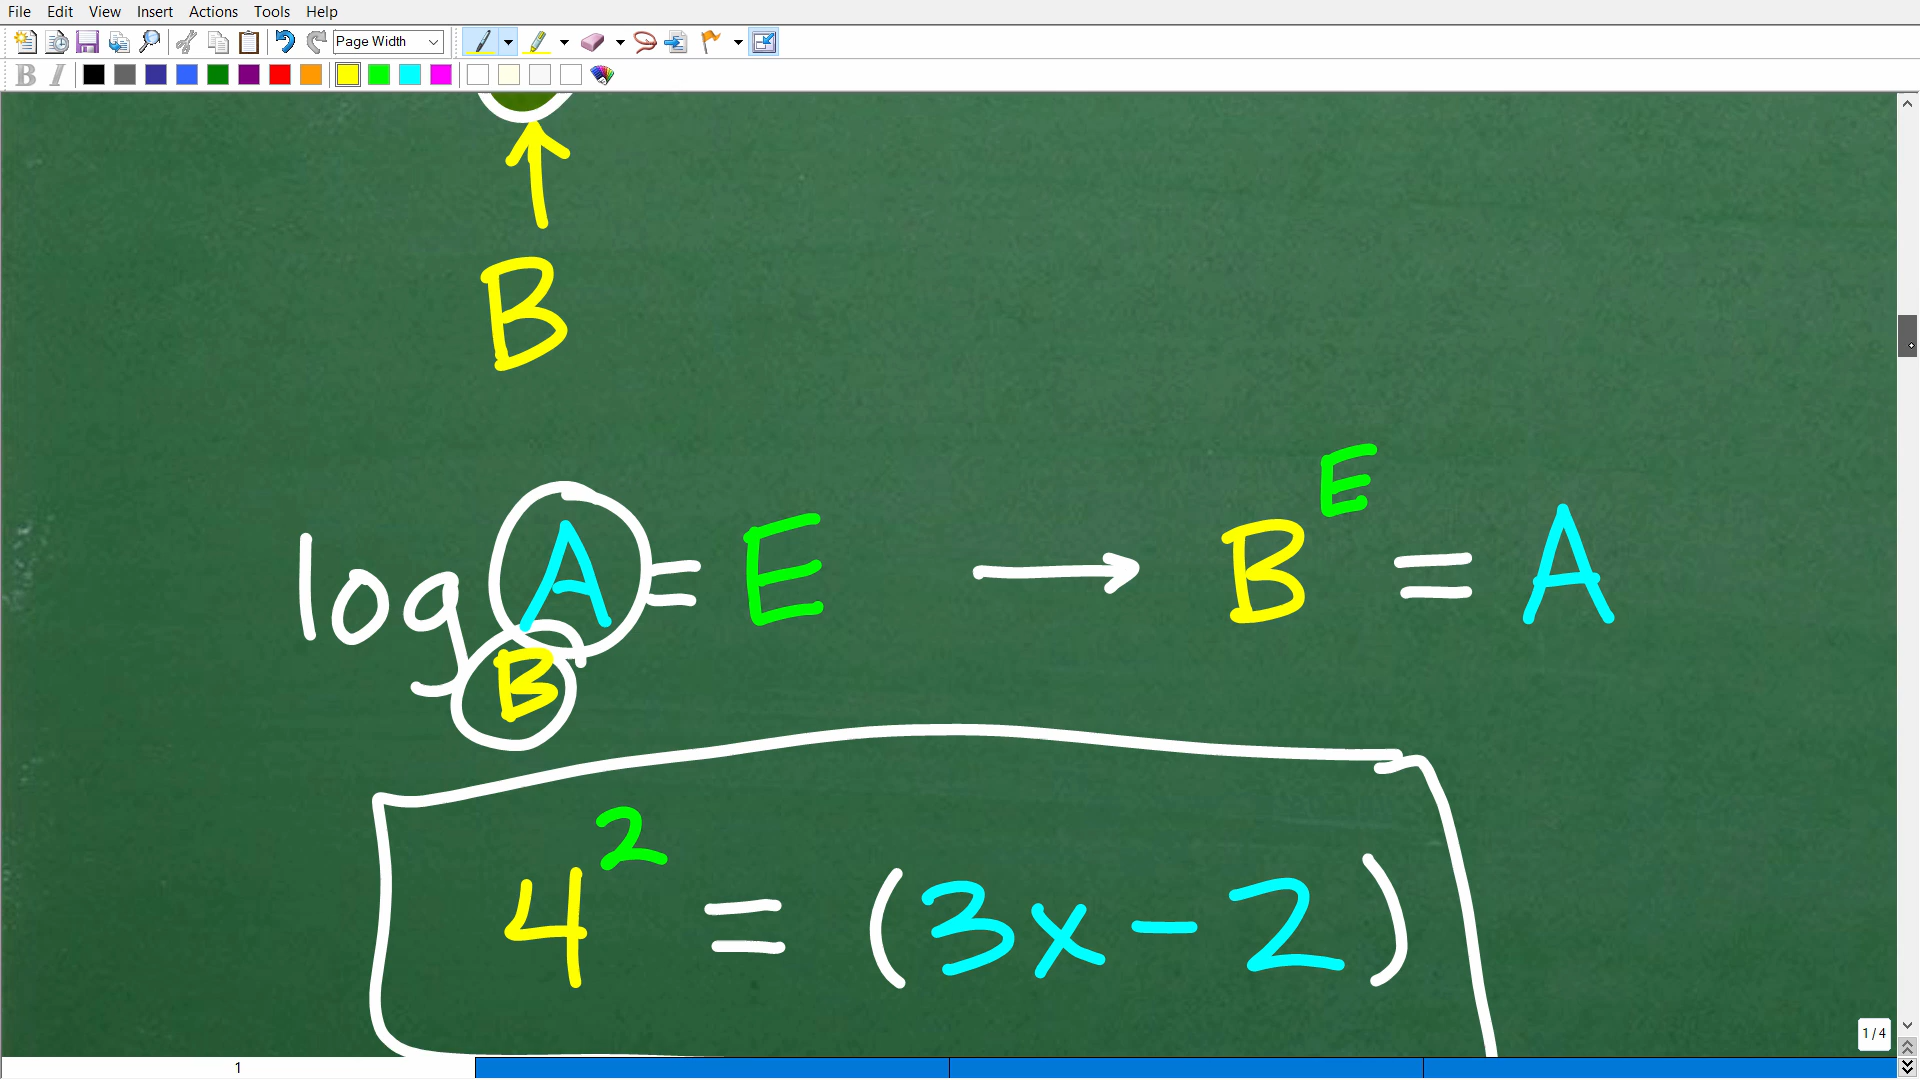 File Edit View Insert Actions Tools Help
Page Width
B I
B
log_B A = E → B^E = A
4^2 = (3x - 2)
1 / 4
1